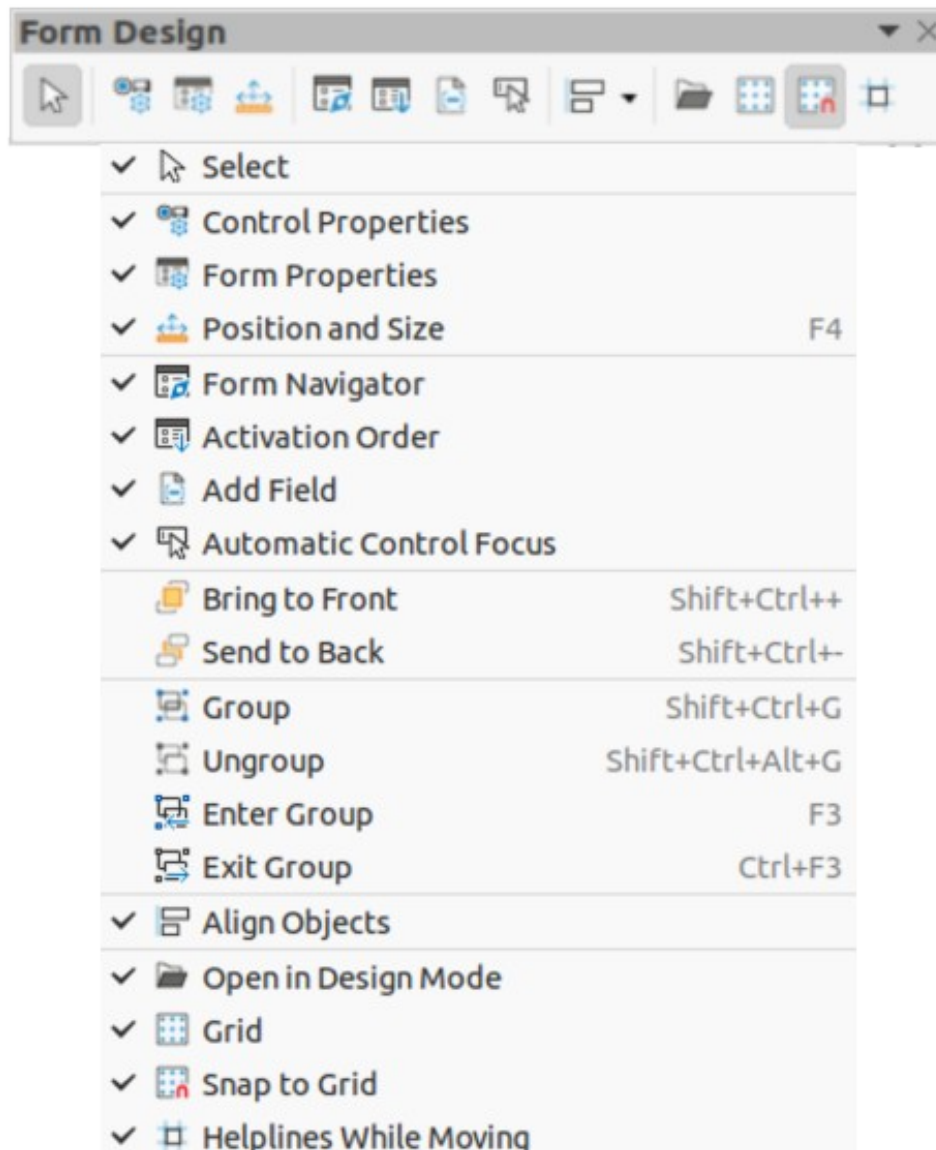 Form Design
Select
Control Properties
Form Properties
Position and Size F4
Form Navigator
Activation Order
Add Field
Automatic Control Focus
Bring to Front Shift+Ctrl++
Send to Back Shift+Ctrl+-
Group Shift+Ctrl+G
Ungroup Shift+Ctrl+Alt+G
Enter Group F3
Exit Group Ctrl+F3
Align Objects
Open in Design Mode
Grid
Snap to Grid
Helplines While Moving